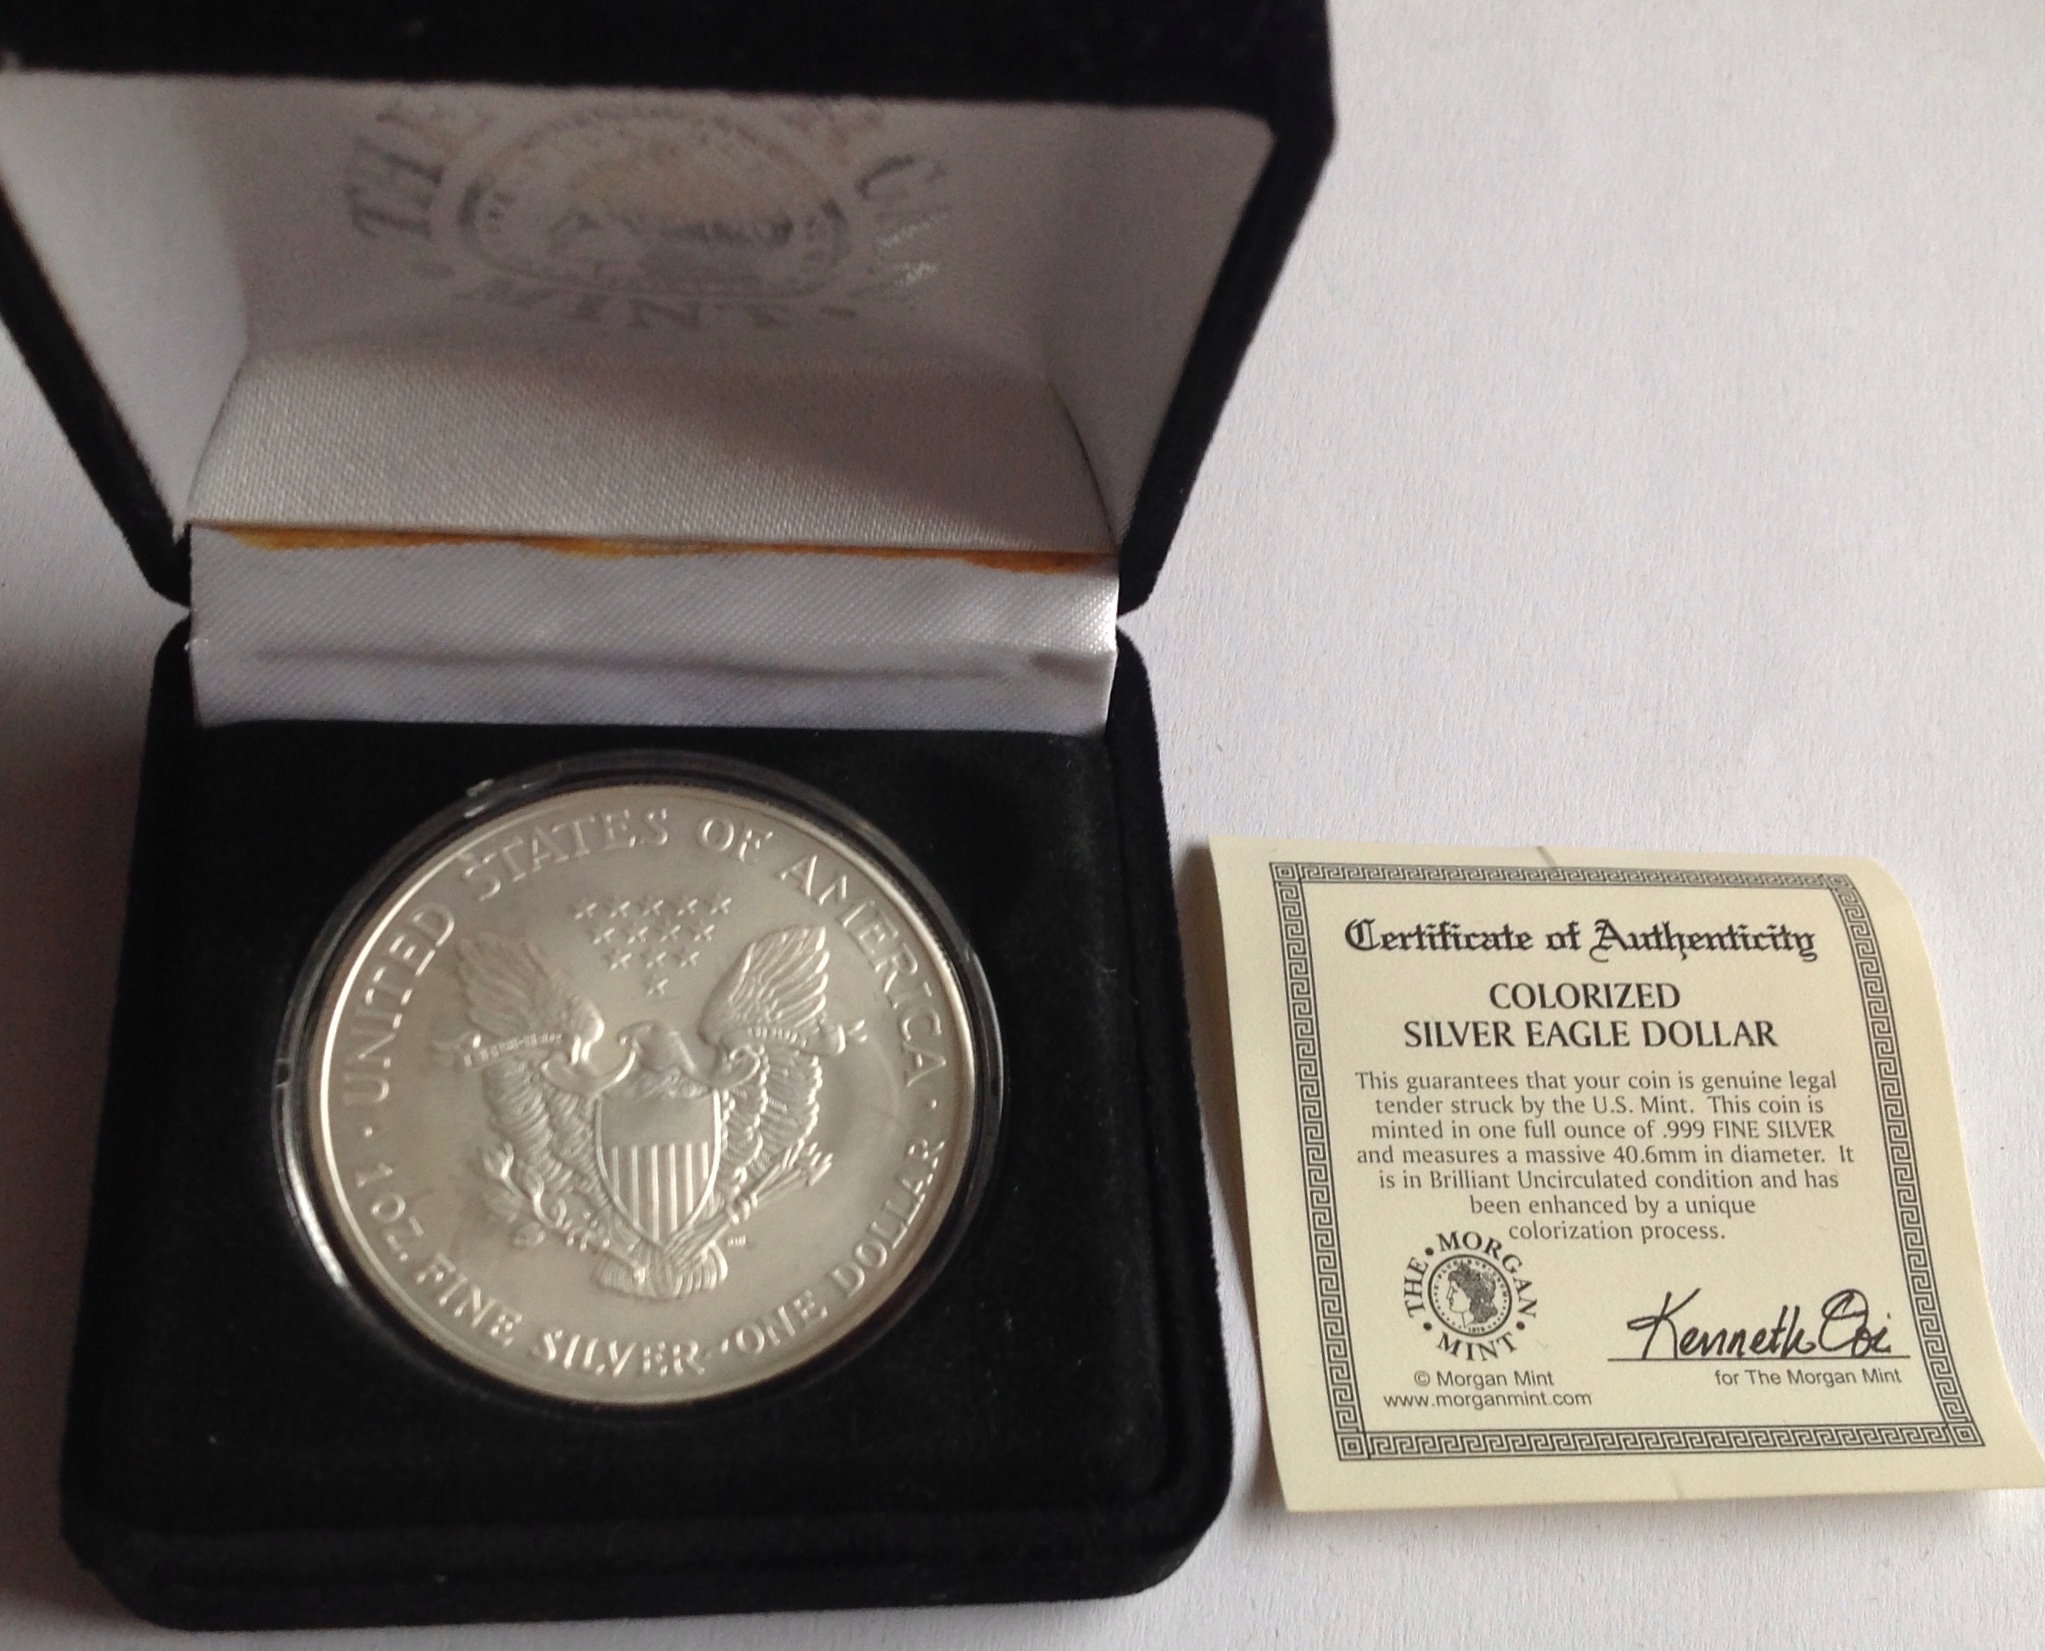 THE
MINT
UNITED STATES OF AMERICA
1 OZ. FINE SILVER~ONE DOLLAR
Certificate of Authenticity
COLORIZED
SILVER EAGLE DOLLAR
This guarantees that your coin is genuine legal
tender struck by the U.S. Mint. This coin is
minted in one full ounce of .999 FINE SILVER
and measures a massive 40.6mm in diameter. It
is in Brilliant Uncirculated condition and has
been enhanced by a unique
colorization process.
THE • MORGAN • MINT •
Kenneth
© Morgan Mint
www.morganmint.com
for The Morgan Mint